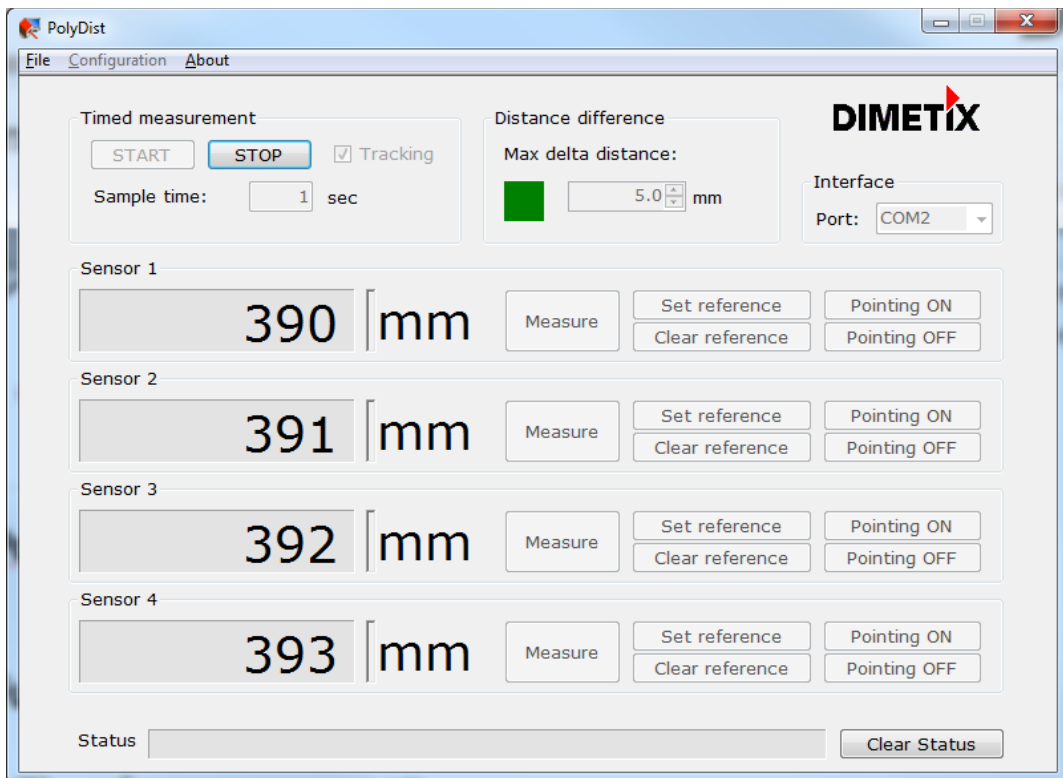 PolyDist
File Configuration About
Timed measurement
START STOP Tracking
Sample time: 1 sec
Distance difference
Max delta distance:
5.0 mm
DIMETIX
Interface
Port: COM2
Sensor 1
390 mm
Measure
Set reference
Clear reference
Pointing ON
Pointing OFF
Sensor 2
391 mm
Measure
Set reference
Clear reference
Pointing ON
Pointing OFF
Sensor 3
392 mm
Measure
Set reference
Clear reference
Pointing ON
Pointing OFF
Sensor 4
393 mm
Measure
Set reference
Clear reference
Pointing ON
Pointing OFF
Status
Clear Status